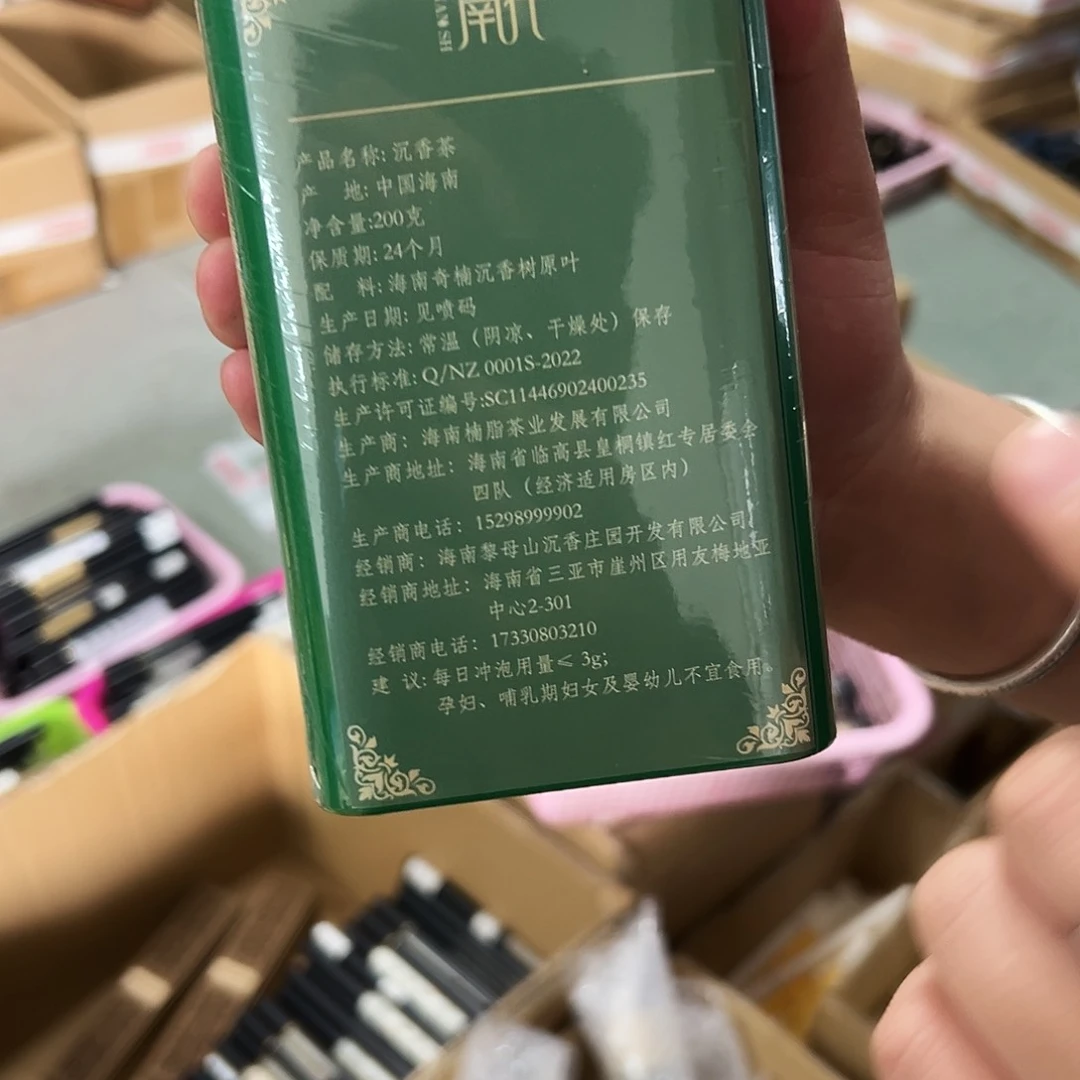 产品名称: 沉香茶
产 地: 中国海南
净含量:200克
保质期: 24个月
配 料: 海南奇楠沉香树原叶
生产日期: 见喷码
储存方法: 常温（阴凉、干燥处）保存
执行标准: Q/NZ 0001S-2022
生产许可证编号:SC11446902400235
生产商: 海南楠脂茶业发展有限公司
生产商地址: 海南省临高县皇桐镇红专居委会
四队（经济适用房区内）
生产商电话: 15298999902
经销商: 海南黎母山沉香庄园开发有限公司
经销商地址: 海南省三亚市崖州区用友梅地亚
中心2-301
经销商电话: 17330803210
建 议: 每日冲泡用量≤ 3g;
孕妇、哺乳期妇女及婴幼儿不宜食用。